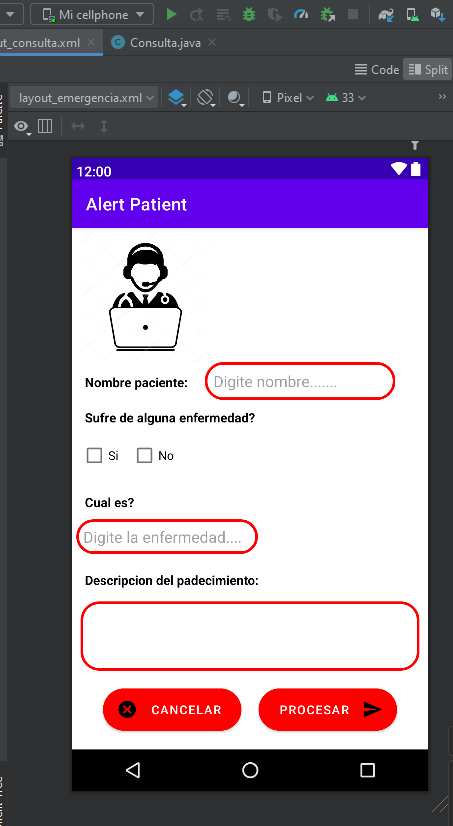 Mi cellphone
ut_consulta.xml Consulta.java
Code Split
layout_emergencia.xml Pixel 33
12:00
Alert Patient
Nombre paciente: Digite nombre.......
Sufre de alguna enfermedad?
Si No
Cual es?
Digite la enfermedad....
Descripcion del padecimiento:
CANCELAR PROCESAR